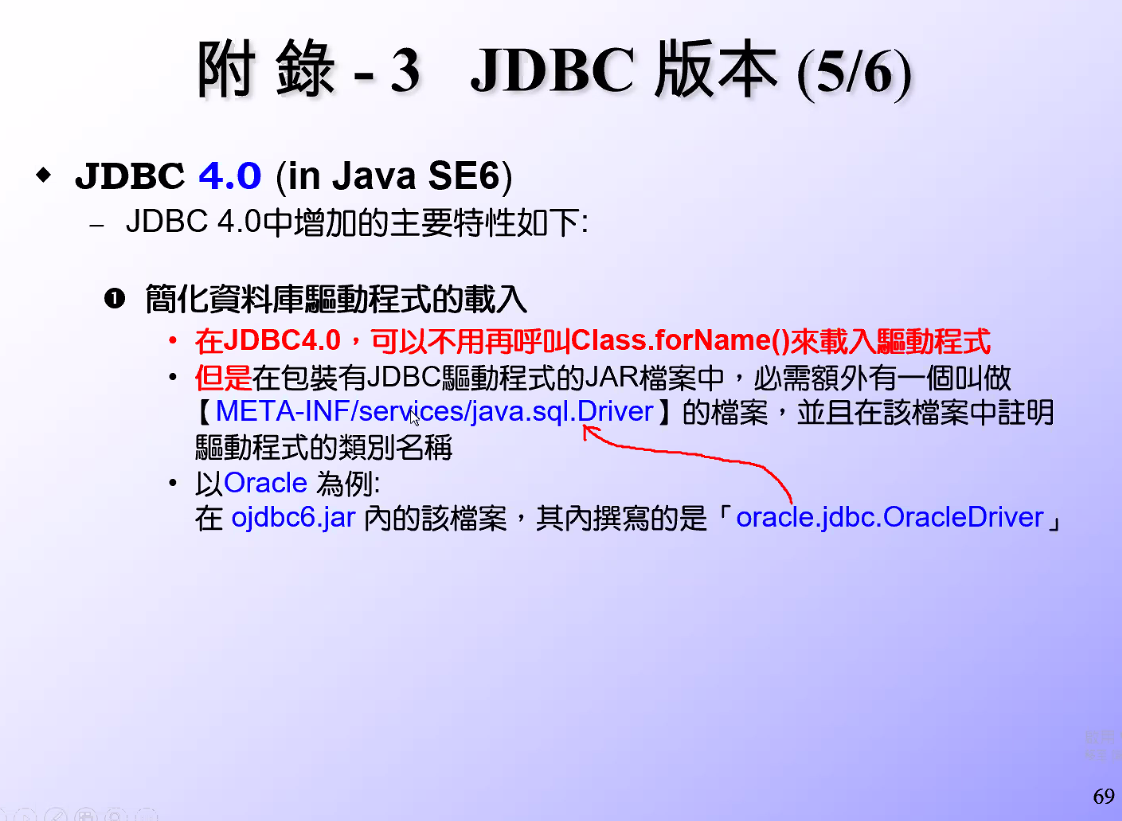 附 錄 - 3 JDBC 版本 (5/6)
◆ JDBC 4.0 (in Java SE6)
– JDBC 4.0中增加的主要特性如下:
❶ 簡化資料庫驅動程式的載入
• 在JDBC4.0，可以不用再呼叫Class.forName()來載入驅動程式
• 但是在包裝有JDBC驅動程式的JAR檔案中，必需額外有一個叫做
【META-INF/services/java.sql.Driver】的檔案，並且在該檔案中註明
驅動程式的類別名稱
• 以Oracle 為例:
在 ojdbc6.jar 內的該檔案，其內撰寫的是「oracle.jdbc.OracleDriver」
69